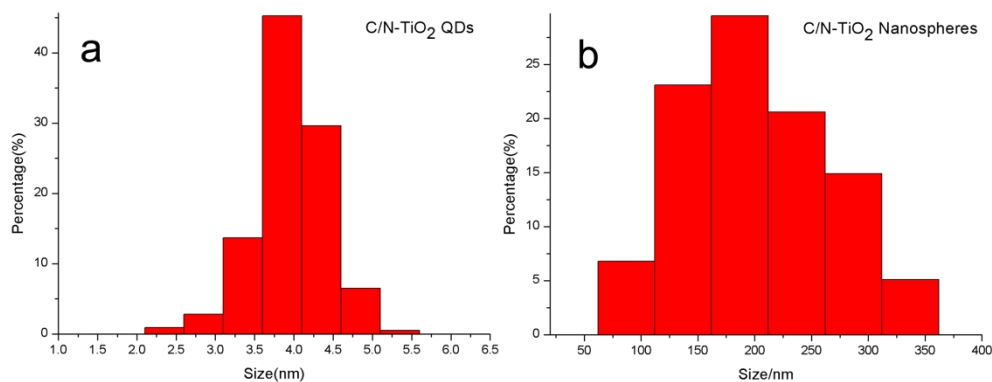 a
C/N-TiO2 QDs
Percentage(%)
40
30
20
10
0
1.0 1.5 2.0 2.5 3.0 3.5 4.0 4.5 5.0 5.5 6.0 6.5
Size(nm)
b
C/N-TiO2 Nanospheres
Percentage(%)
25
20
15
10
5
0
50 100 150 200 250 300 350 400
Size/nm